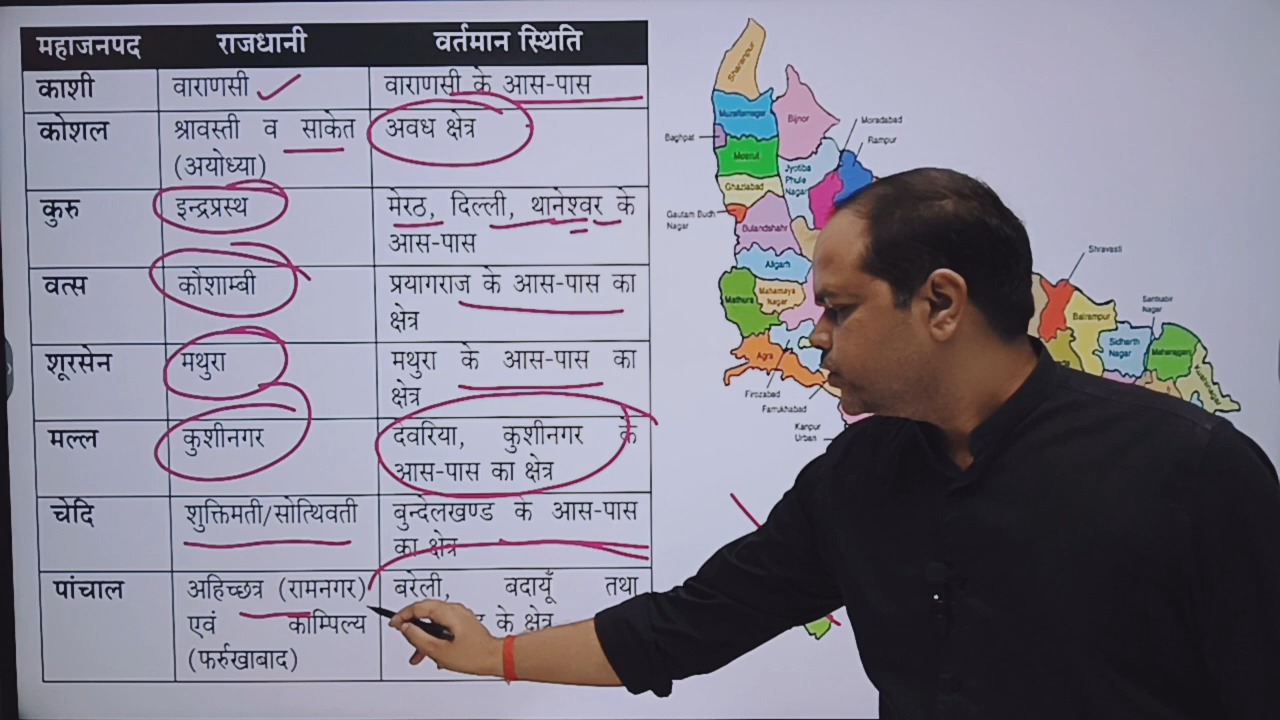 महाजनपद राजधानी वर्तमान स्थिति
काशी वाराणसी वाराणसी के आस-पास
कोशल श्रावस्ती व साकेत (अयोध्या) अवध क्षेत्र
कुरु इन्द्रप्रस्थ मेरठ, दिल्ली, थानेश्वर के आस-पास
वत्स कौशाम्बी प्रयागराज के आस-पास का क्षेत्र
शूरसेन मथुरा मथुरा के आस-पास का क्षेत्र
मल्ल कुशीनगर देवरिया, कुशीनगर के आस-पास का क्षेत्र
चेदि शुक्तिमती/सोत्थिवती बुन्देलखण्ड के आस-पास का क्षेत्र
पांचाल अहिच्छत्र (रामनगर) एवं काम्पिल्य (फर्रुखाबाद) बरेली, बदायूँ तथा के क्षेत्र
Sharanpur
Muzaffarnagar
Bijnor
Baghpat
Meerut
Moradabad
Rampur
Jyotiba
Phule
Nagar
Ghaziabad
Gautam Budh
Nagar
Bulandshahr
Aligarh
Mathura
Mahamaya
Nagar
Agra
Firozabad
Farrukhabad
Kanpur
Urban
Shravasti
Balrampur
Santkabir
Nagar
Sidharth
Nagar
Maharajganj
Kushinagar